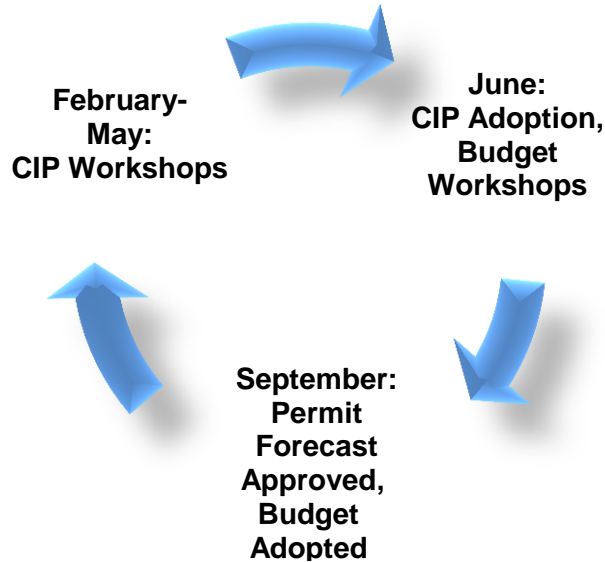 February-
May:
CIP Workshops
June:
CIP Adoption,
Budget
Workshops
September:
Permit
Forecast
Approved,
Budget
Adopted